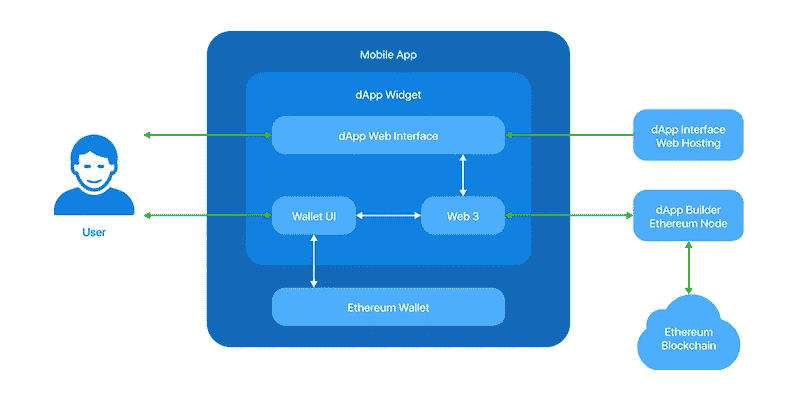 Mobile App
dApp Widget
dApp Web Interface
dApp Interface
Web Hosting
Wallet UI
Web 3
dApp Builder
Ethereum Node
User
Ethereum Wallet
Ethereum
Blockchain